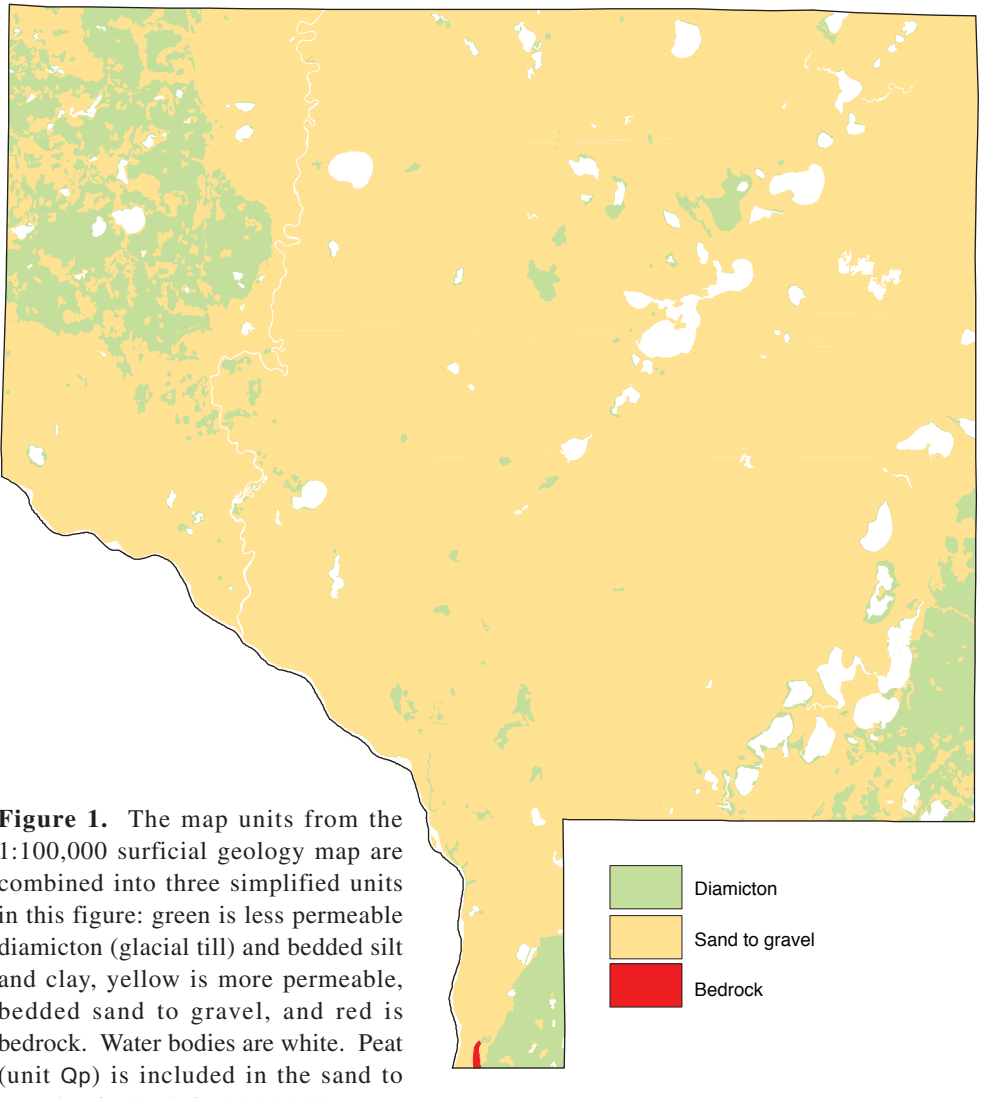 Figure 1. The map units from the
1:100,000 surficial geology map are
combined into three simplified units
in this figure: green is less permeable
diamicton (glacial till) and bedded silt
and clay, yellow is more permeable,
bedded sand to gravel, and red is
bedrock. Water bodies are white. Peat
(unit Qp) is included in the sand to
Diamicton
Sand to gravel
Bedrock